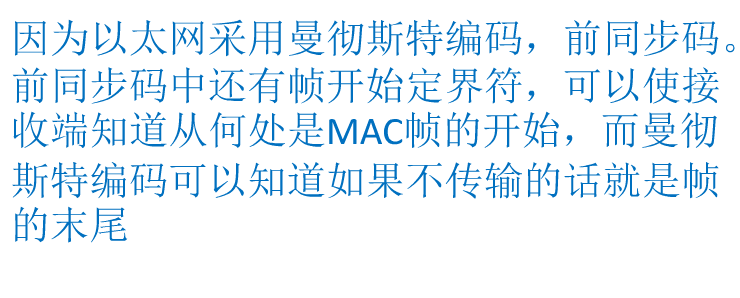 因为以太网采用曼彻斯特编码，前同步码。
前同步码中还有帧开始定界符，可以使接
收端知道从何处是MAC帧的开始，而曼彻
斯特编码可以知道如果不传输的话就是帧
的末尾